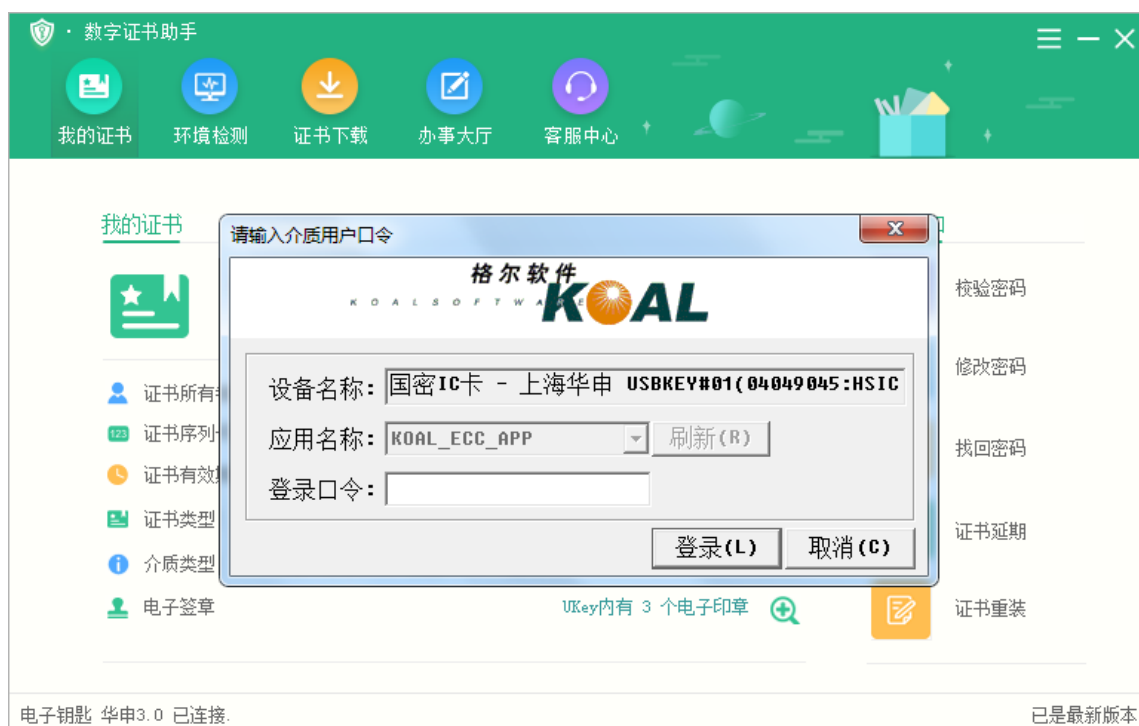 · 数字证书助手
我的证书 环境检测 证书下载 办事大厅 客服中心
我的证书
请输入介质用户口令
格尔软件
KOAL SOFTWARE
KOAL
校验密码
设备名称: 国密IC卡 - 上海华申 USBKEY#01(04049045:HSIC
修改密码
证书所有
应用名称: KOAL_ECC_APP 刷新(R)
证书序列
找回密码
证书有效
登录口令:
证书类型
登录(L) 取消(C)
证书延期
介质类型
电子签章 UKey内有 3 个电子印章
证书重装
电子钥匙 华申3.0 已连接.
已是最新版本